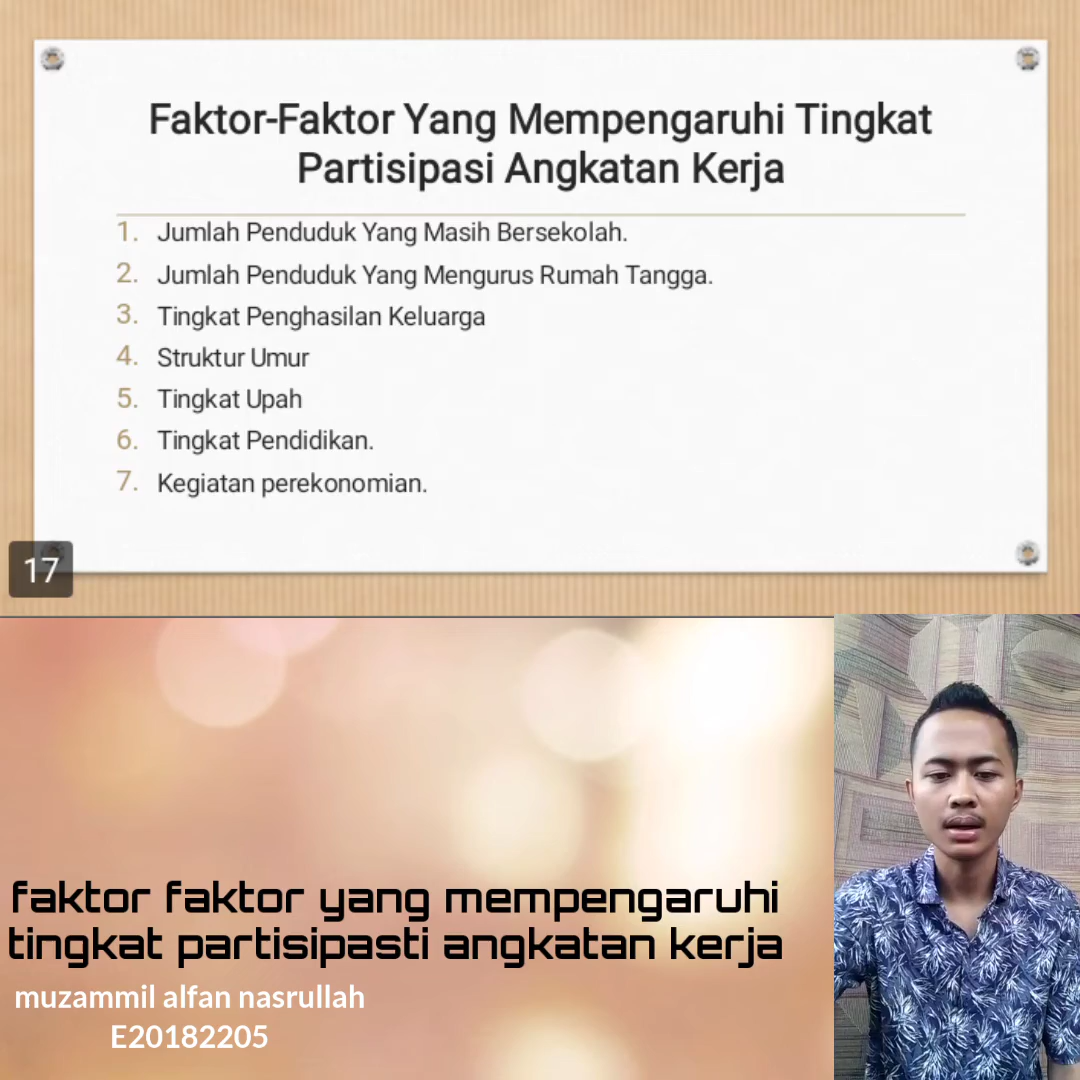 Faktor-Faktor Yang Mempengaruhi Tingkat
Partisipasi Angkatan Kerja
1. Jumlah Penduduk Yang Masih Bersekolah.
2. Jumlah Penduduk Yang Mengurus Rumah Tangga.
3. Tingkat Penghasilan Keluarga
4. Struktur Umur
5. Tingkat Upah
6. Tingkat Pendidikan.
7. Kegiatan perekonomian.
17
faktor faktor yang mempengaruhi
tingkat partisipasti angkatan kerja
muzammil alfan nasrullah
E20182205